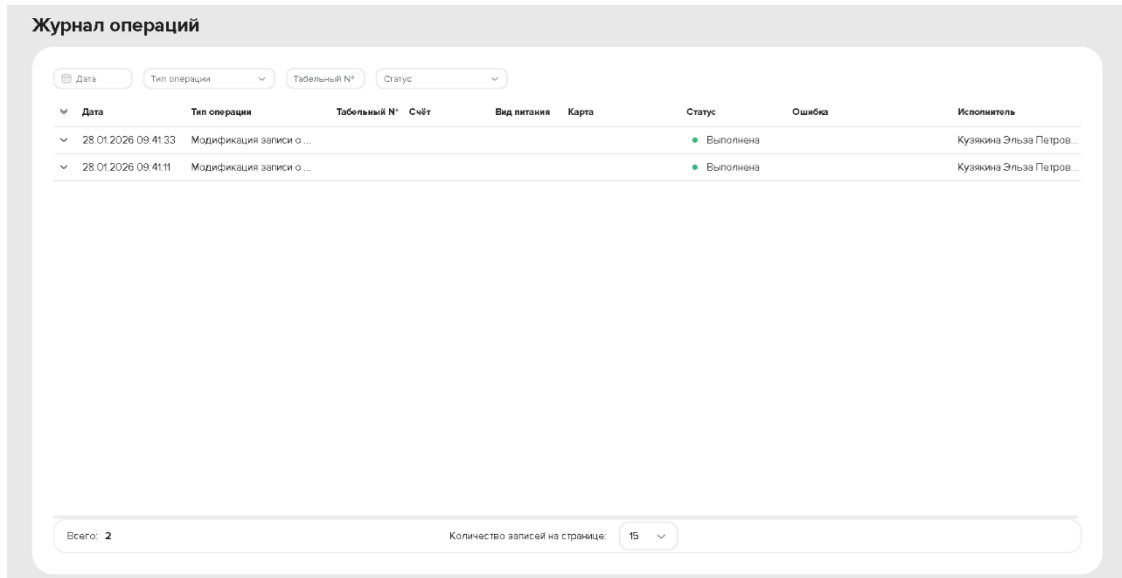 Журнал операций
Дата Тип операции Табельный № Статус
Дата Тип операции Табельный № Счёт Вид питания Карта Статус Ошибка Исполнитель
28.01.2026 09:41:33 Модификация записи о ... Выполнена Кузякина Эльза Петров...
28.01.2026 09:41:11 Модификация записи о ... Выполнена Кузякина Эльза Петров...
Всего: 2 Количество записей на странице: 15